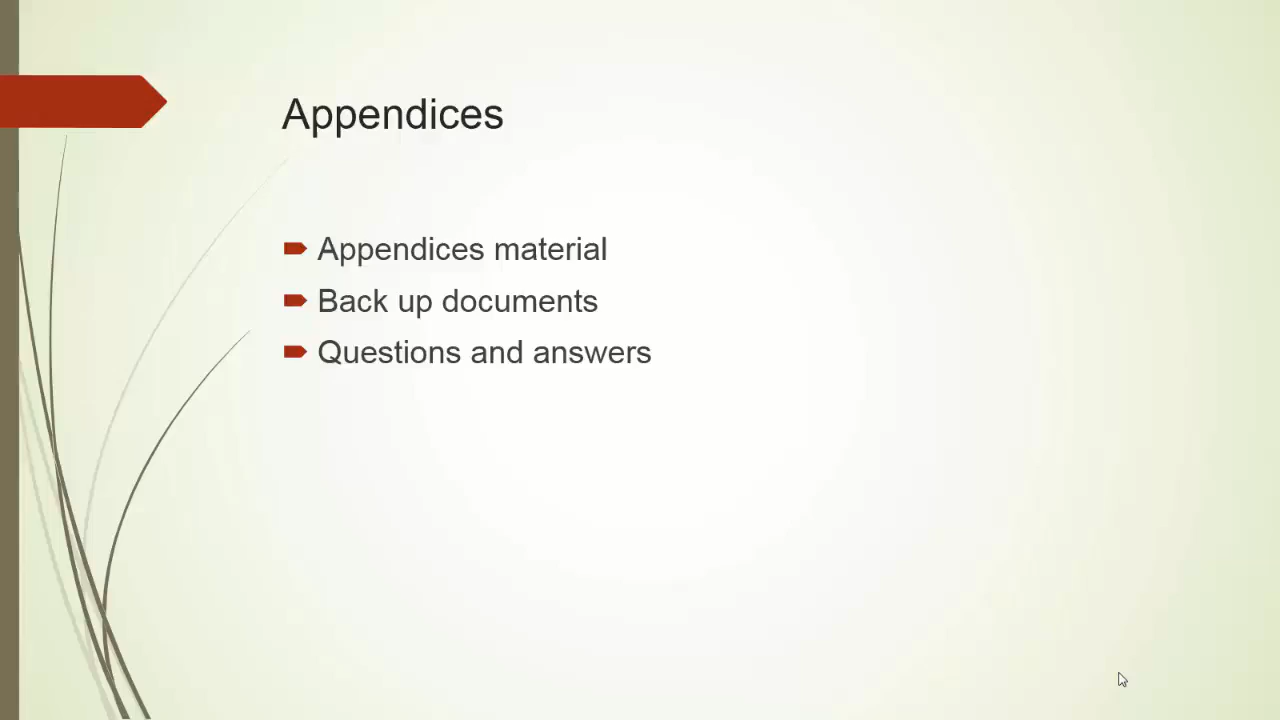 Appendices
Appendices material
Back up documents
Questions and answers